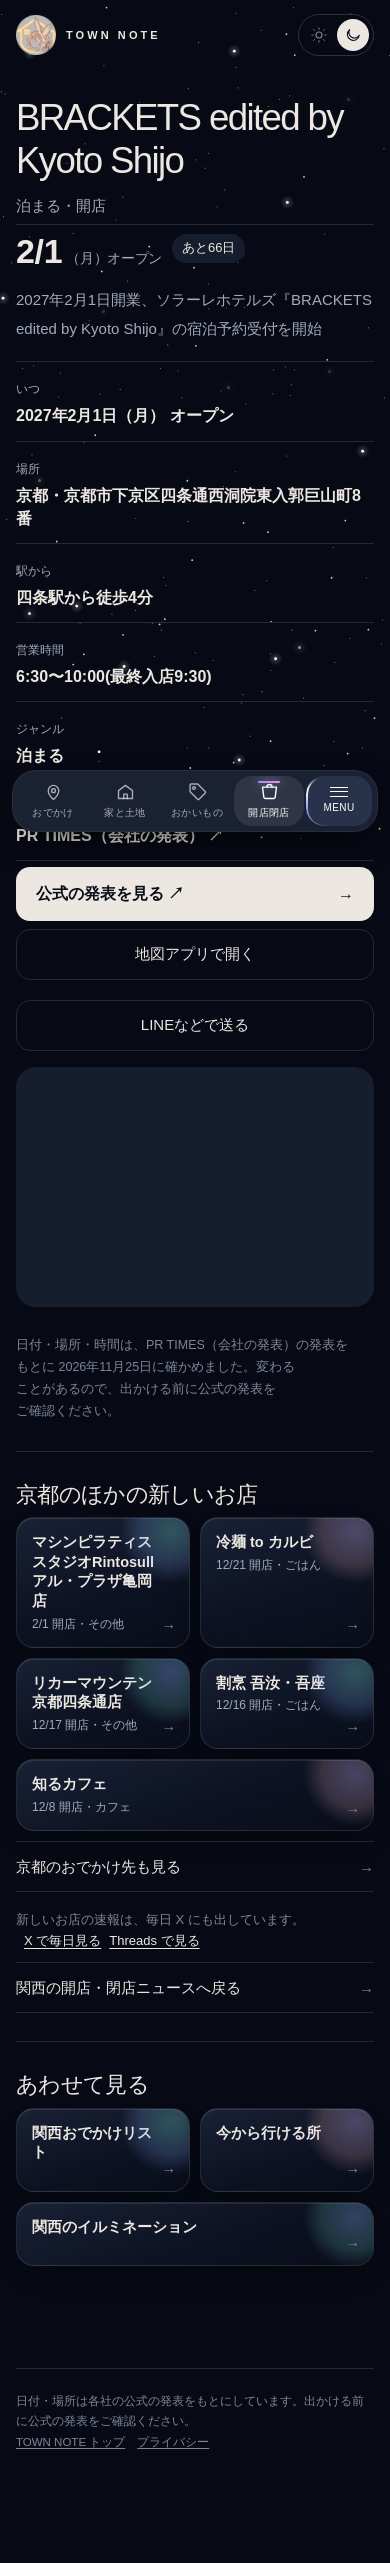 TOWN NOTE
BRACKETS edited by
Kyoto Shijo
泊まる・開店
2/1（月）オープン
あと66日
2027年2月1日開業、ソラーレホテルズ『BRACKETS
edited by Kyoto Shijo』の宿泊予約受付を開始
いつ
2027年2月1日（月） オープン
場所
京都・京都市下京区四条通西洞院東入郭巨山町8
番
駅から
四条駅から徒歩4分
営業時間
6:30〜10:00(最終入店9:30)
ジャンル
泊まる
おでかけ
家と土地
おかいもの
開店閉店
MENU
PR TIMES（会社の発表） ↗
公式の発表を見る ↗ →
地図アプリで開く
LINEなどで送る
日付・場所・時間は、PR TIMES（会社の発表）の発表を
もとに 2026年11月25日に確かめました。変わる
ことがあるので、出かける前に公式の発表を
ご確認ください。
京都のほかの新しいお店
マシンピラティス
スタジオRintosull
アル・プラザ亀岡
店
2/1 開店・その他 →
冷麺 to カルビ
12/21 開店・ごはん
→
リカーマウンテン
京都四条通店
12/17 開店・その他 →
割烹 吾汝・吾座
12/16 開店・ごはん
→
知るカフェ
12/8 開店・カフェ →
京都のおでかけ先も見る →
新しいお店の速報は、毎日 X にも出しています。
X で毎日見る Threads で見る
関西の開店・閉店ニュースへ戻る →
あわせて見る
関西おでかけリス
ト
→
今から行ける所
→
関西のイルミネーション
→
日付・場所は各社の公式の発表をもとにしています。出かける前
に公式の発表をご確認ください。
TOWN NOTE トップ プライバシー